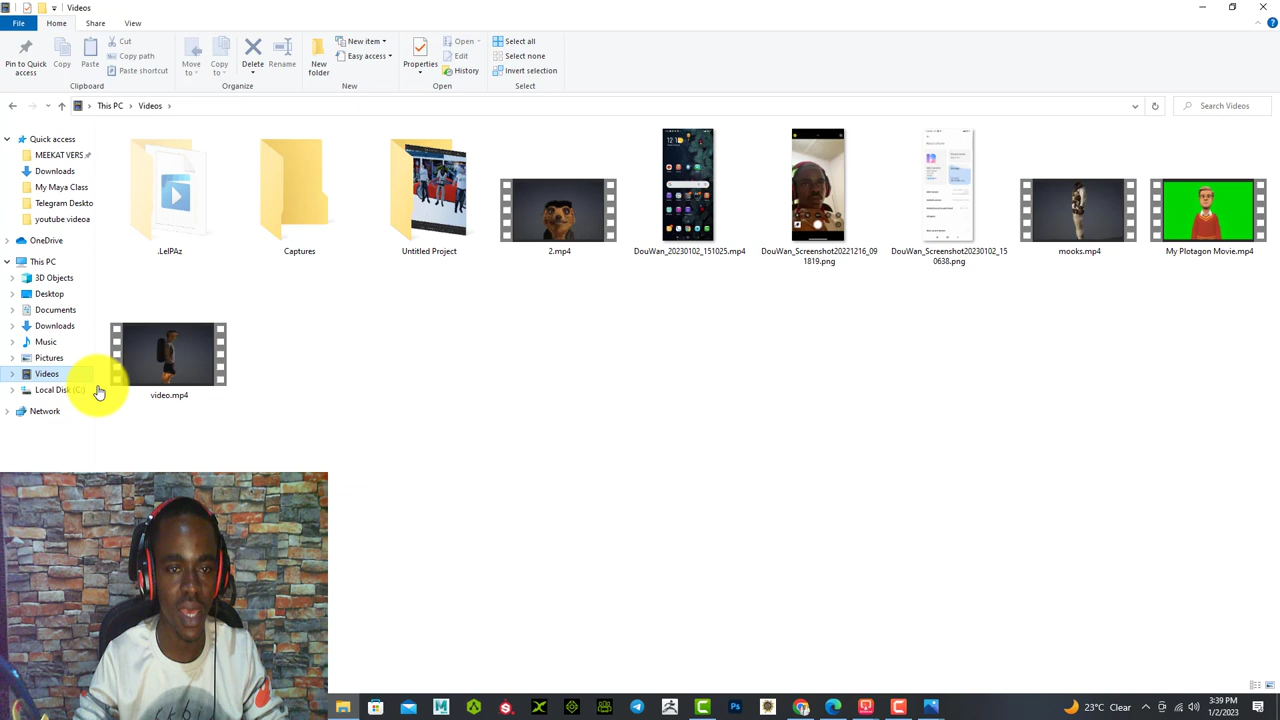 Videos
File
Home
Share
View
Pin to Quick access
Copy
Paste
Cut
Copy path
Paste shortcut
Clipboard
Move to
Copy to
Delete
Rename
Organize
New folder
New item
Easy access
New
Properties
Open
Edit
History
Open
Select all
Select none
Invert selection
Select
This PC
Videos
Search Videos
Quick access
MEEKAT VERS
Downloads
My Maya Class
Telegram Deskto
youtube videoa
OneDrive
This PC
3D Objects
Desktop
Documents
Downloads
Music
Pictures
Videos
Local Disk (C:)
Network
.LelPAz
Captures
Untitled Project
2.mp4
DouWan_20230102_151025.mp4
DouWan_Screenshot20221216_09
1819.png
DouWan_Screenshot20230102_15
0638.png
mooks.mp4
My Plotagon Movie.mp4
video.mp4
23°C Clear
3:39 PM
1/2/2023